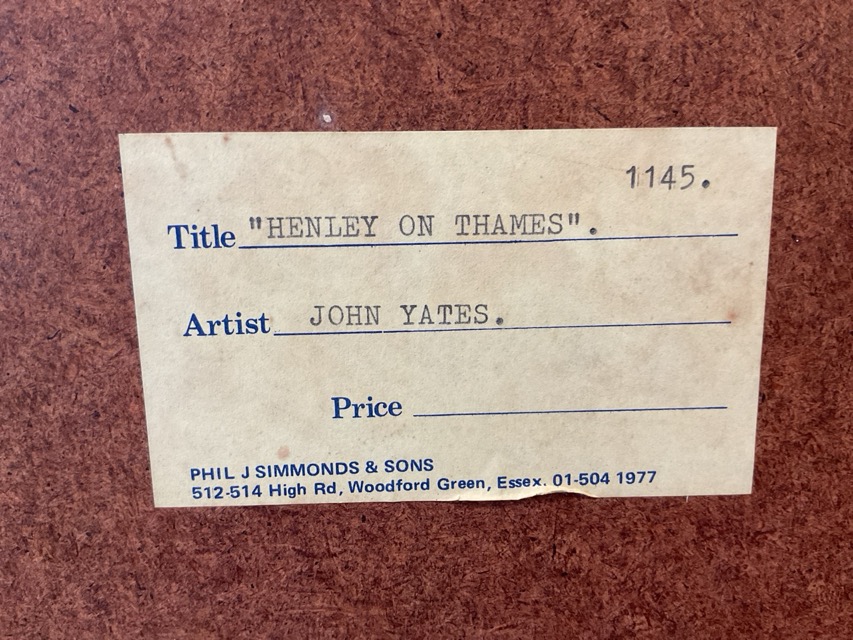 1145.
Title "HENLEY ON THAMES".
Artist JOHN YATES.
Price
PHIL J SIMMONDS & SONS
512-514 High Rd, Woodford Green, Essex. 01-504 1977